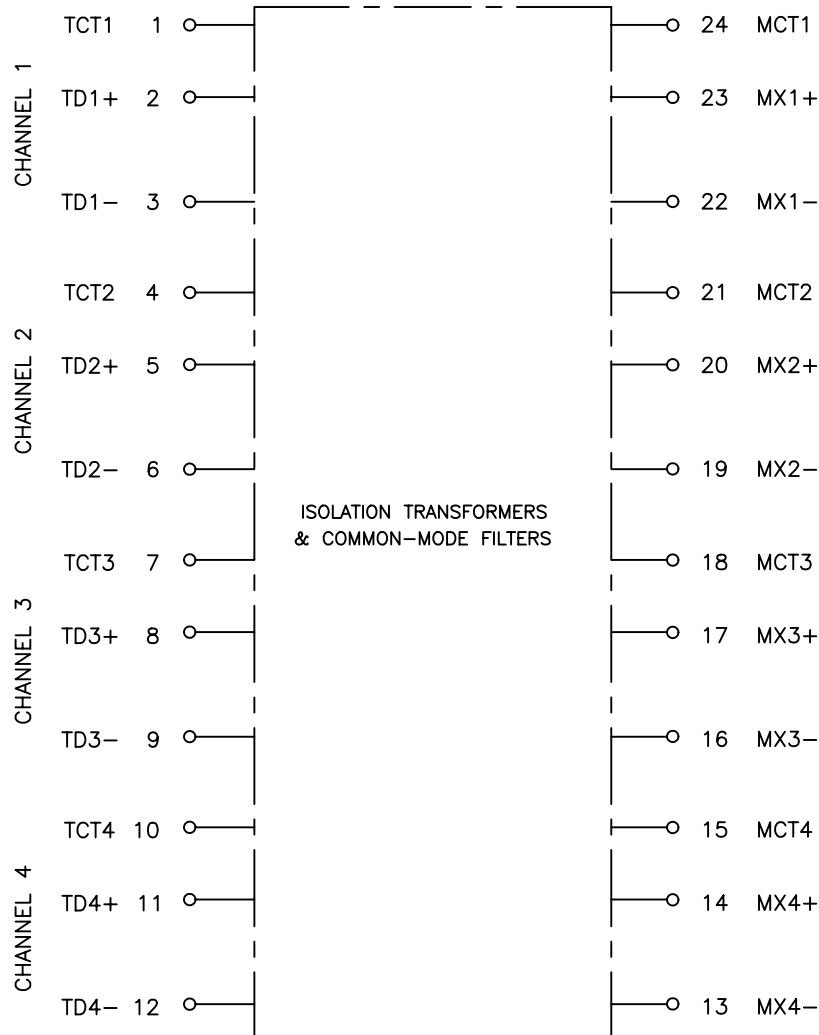 TCT1 1 24 MCT1
CHANNEL 1
TD1+ 2 23 MX1+
TD1− 3 22 MX1−
TCT2 4 21 MCT2
CHANNEL 2
TD2+ 5 20 MX2+
TD2− 6 19 MX2−
ISOLATION TRANSFORMERS
& COMMON−MODE FILTERS
TCT3 7 18 MCT3
CHANNEL 3
TD3+ 8 17 MX3+
TD3− 9 16 MX3−
TCT4 10 15 MCT4
CHANNEL 4
TD4+ 11 14 MX4+
TD4− 12 13 MX4−